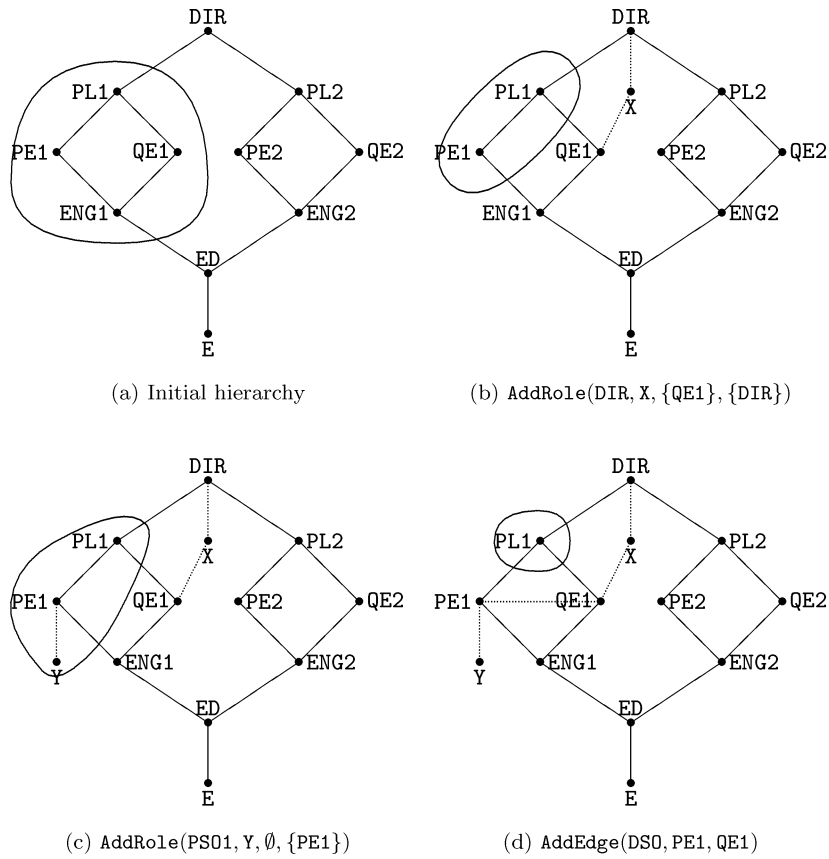 DIR
PL1 PL2
PE1 QE1 PE2 QE2
ENG1 ENG2
ED
E
(a) Initial hierarchy
DIR
PL1 X PL2
PE1 QE1 PE2 QE2
ENG1 ENG2
ED
E
(b) AddRole(DIR, X, {QE1}, {DIR})
DIR
PL1 X PL2
PE1 QE1 PE2 QE2
Y ENG1 ENG2
ED
E
(c) AddRole(PSO1, Y, ∅, {PE1})
DIR
PL1 X PL2
PE1 QE1 PE2 QE2
Y ENG1 ENG2
ED
E
(d) AddEdge(DSO, PE1, QE1)